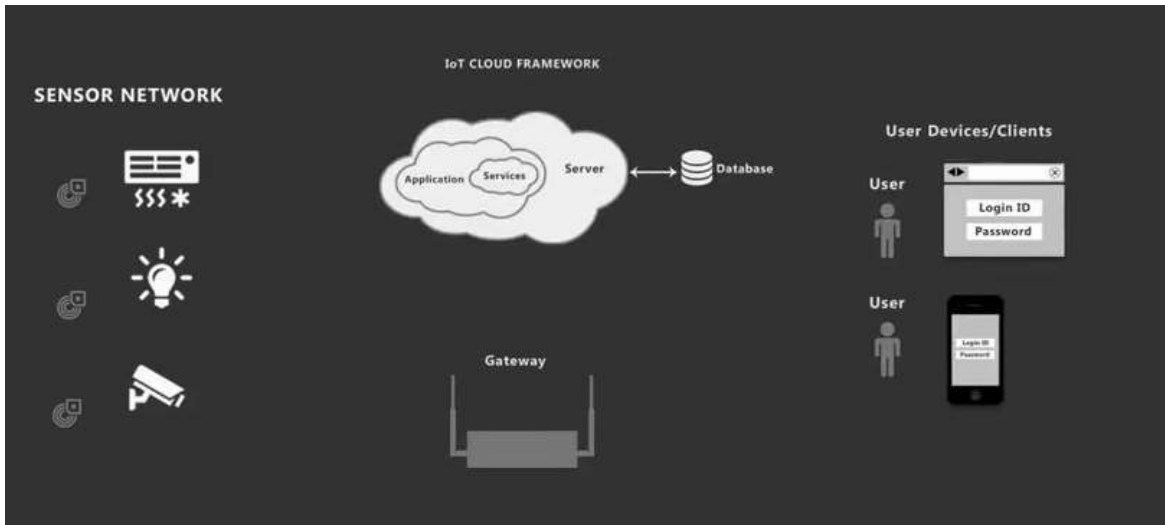 IoT CLOUD FRAMEWORK
SENSOR NETWORK
User Devices/Clients
Application
Services
Server
Database
User
Login ID
Password
User
Login ID
Password
Gateway